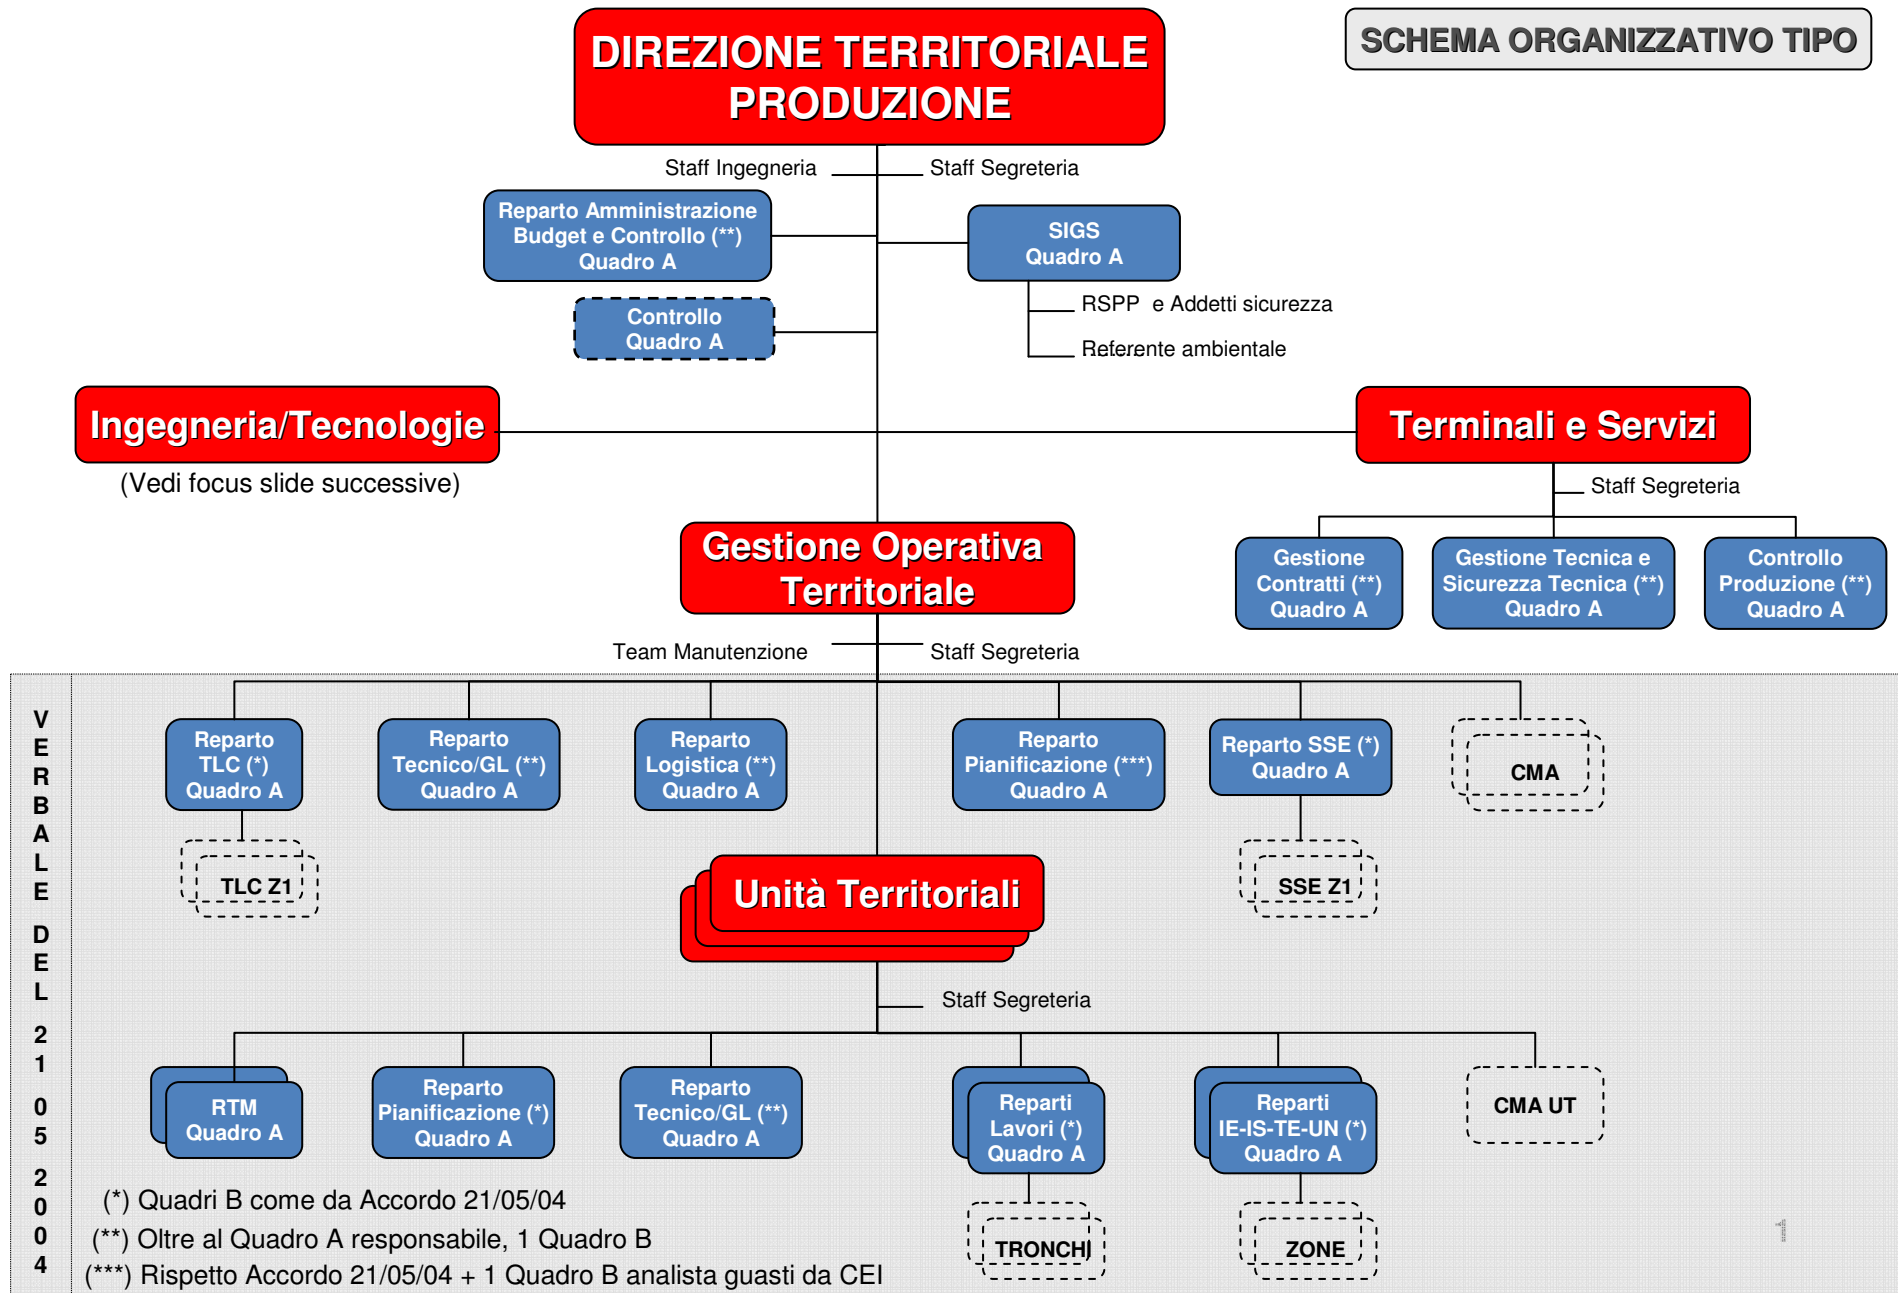 DIREZIONE TERRITORIALE
PRODUZIONE
SCHEMA ORGANIZZATIVO TIPO
Staff Ingegneria
Staff Segreteria
Reparto Amministrazione
Budget e Controllo (**)
Quadro A
SIGS
Quadro A
RSPP e Addetti sicurezza
Referente ambientale
Controllo
Quadro A
Ingegneria/Tecnologie
(Vedi focus slide successive)
Terminali e Servizi
Staff Segreteria
Gestione
Contratti (**)
Quadro A
Gestione Tecnica e
Sicurezza Tecnica (**)
Quadro A
Controllo
Produzione (**)
Quadro A
Gestione Operativa
Territoriale
Team Manutenzione
Staff Segreteria
VERBALE DEL 21 05 2004
Reparto
TLC (*)
Quadro A
Reparto
Tecnico/GL (**)
Quadro A
Reparto
Logistica (**)
Quadro A
Reparto
Pianificazione (***)
Quadro A
Reparto SSE (*)
Quadro A
CMA
TLC Z1
SSE Z1
Unità Territoriali
Staff Segreteria
RTM
Quadro A
Reparto
Pianificazione (*)
Quadro A
Reparto
Tecnico/GL (**)
Quadro A
Reparti
Lavori (*)
Quadro A
Reparti
IE-IS-TE-UN (*)
Quadro A
CMA UT
TRONCHI
ZONE
(*) Quadri B come da Accordo 21/05/04
(**) Oltre al Quadro A responsabile, 1 Quadro B
(***) Rispetto Accordo 21/05/04 + 1 Quadro B analista guasti da CEI